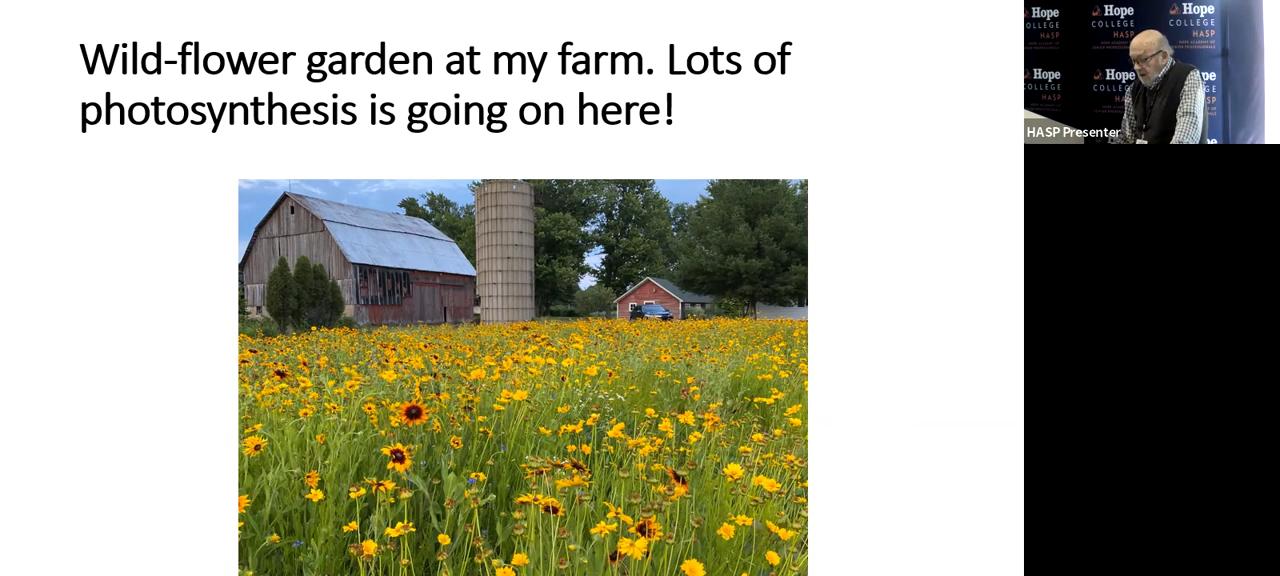 Wild-flower garden at my farm. Lots of
photosynthesis is going on here!
Hope
COLLEGE
HASP
Hope
COLLEGE
HASP
Hope
COLLEGE
HASP
Hope
COLLEGE
HASP
Hope
HASP Presenter